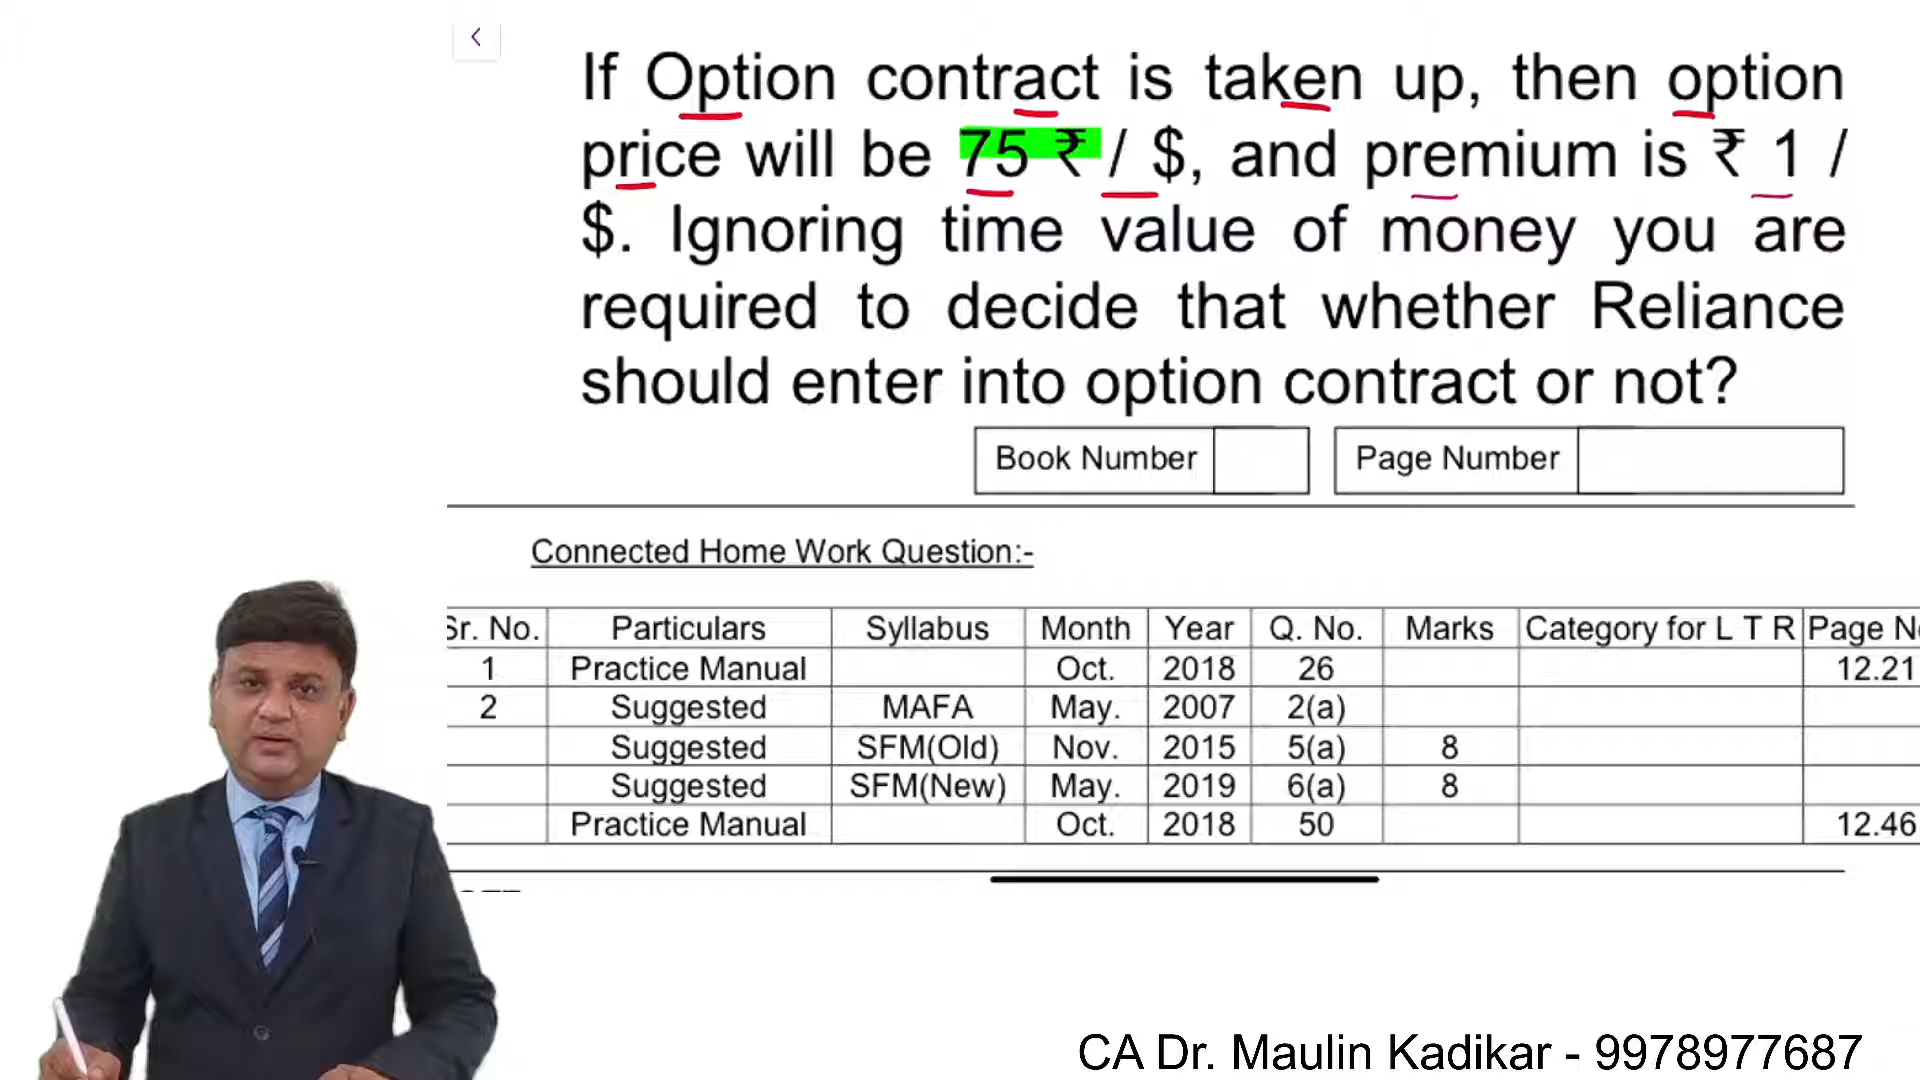 If Option contract is taken up, then option
price will be 75 ₹ / $, and premium is ₹ 1 /
$. Ignoring time value of money you are
required to decide that whether Reliance
should enter into option contract or not?
Book Number Page Number
Connected Home Work Question:-
Sr. No. Particulars Syllabus Month Year Q. No. Marks Category for L T R Page
1 Practice Manual Oct. 2018 26 12.21
2 Suggested MAFA May. 2007 2(a)
Suggested SFM(Old) Nov. 2015 5(a) 8
Suggested SFM(New) May. 2019 6(a) 8
Practice Manual Oct. 2018 50 12.46
CA Dr. Maulin Kadikar - 9978977687